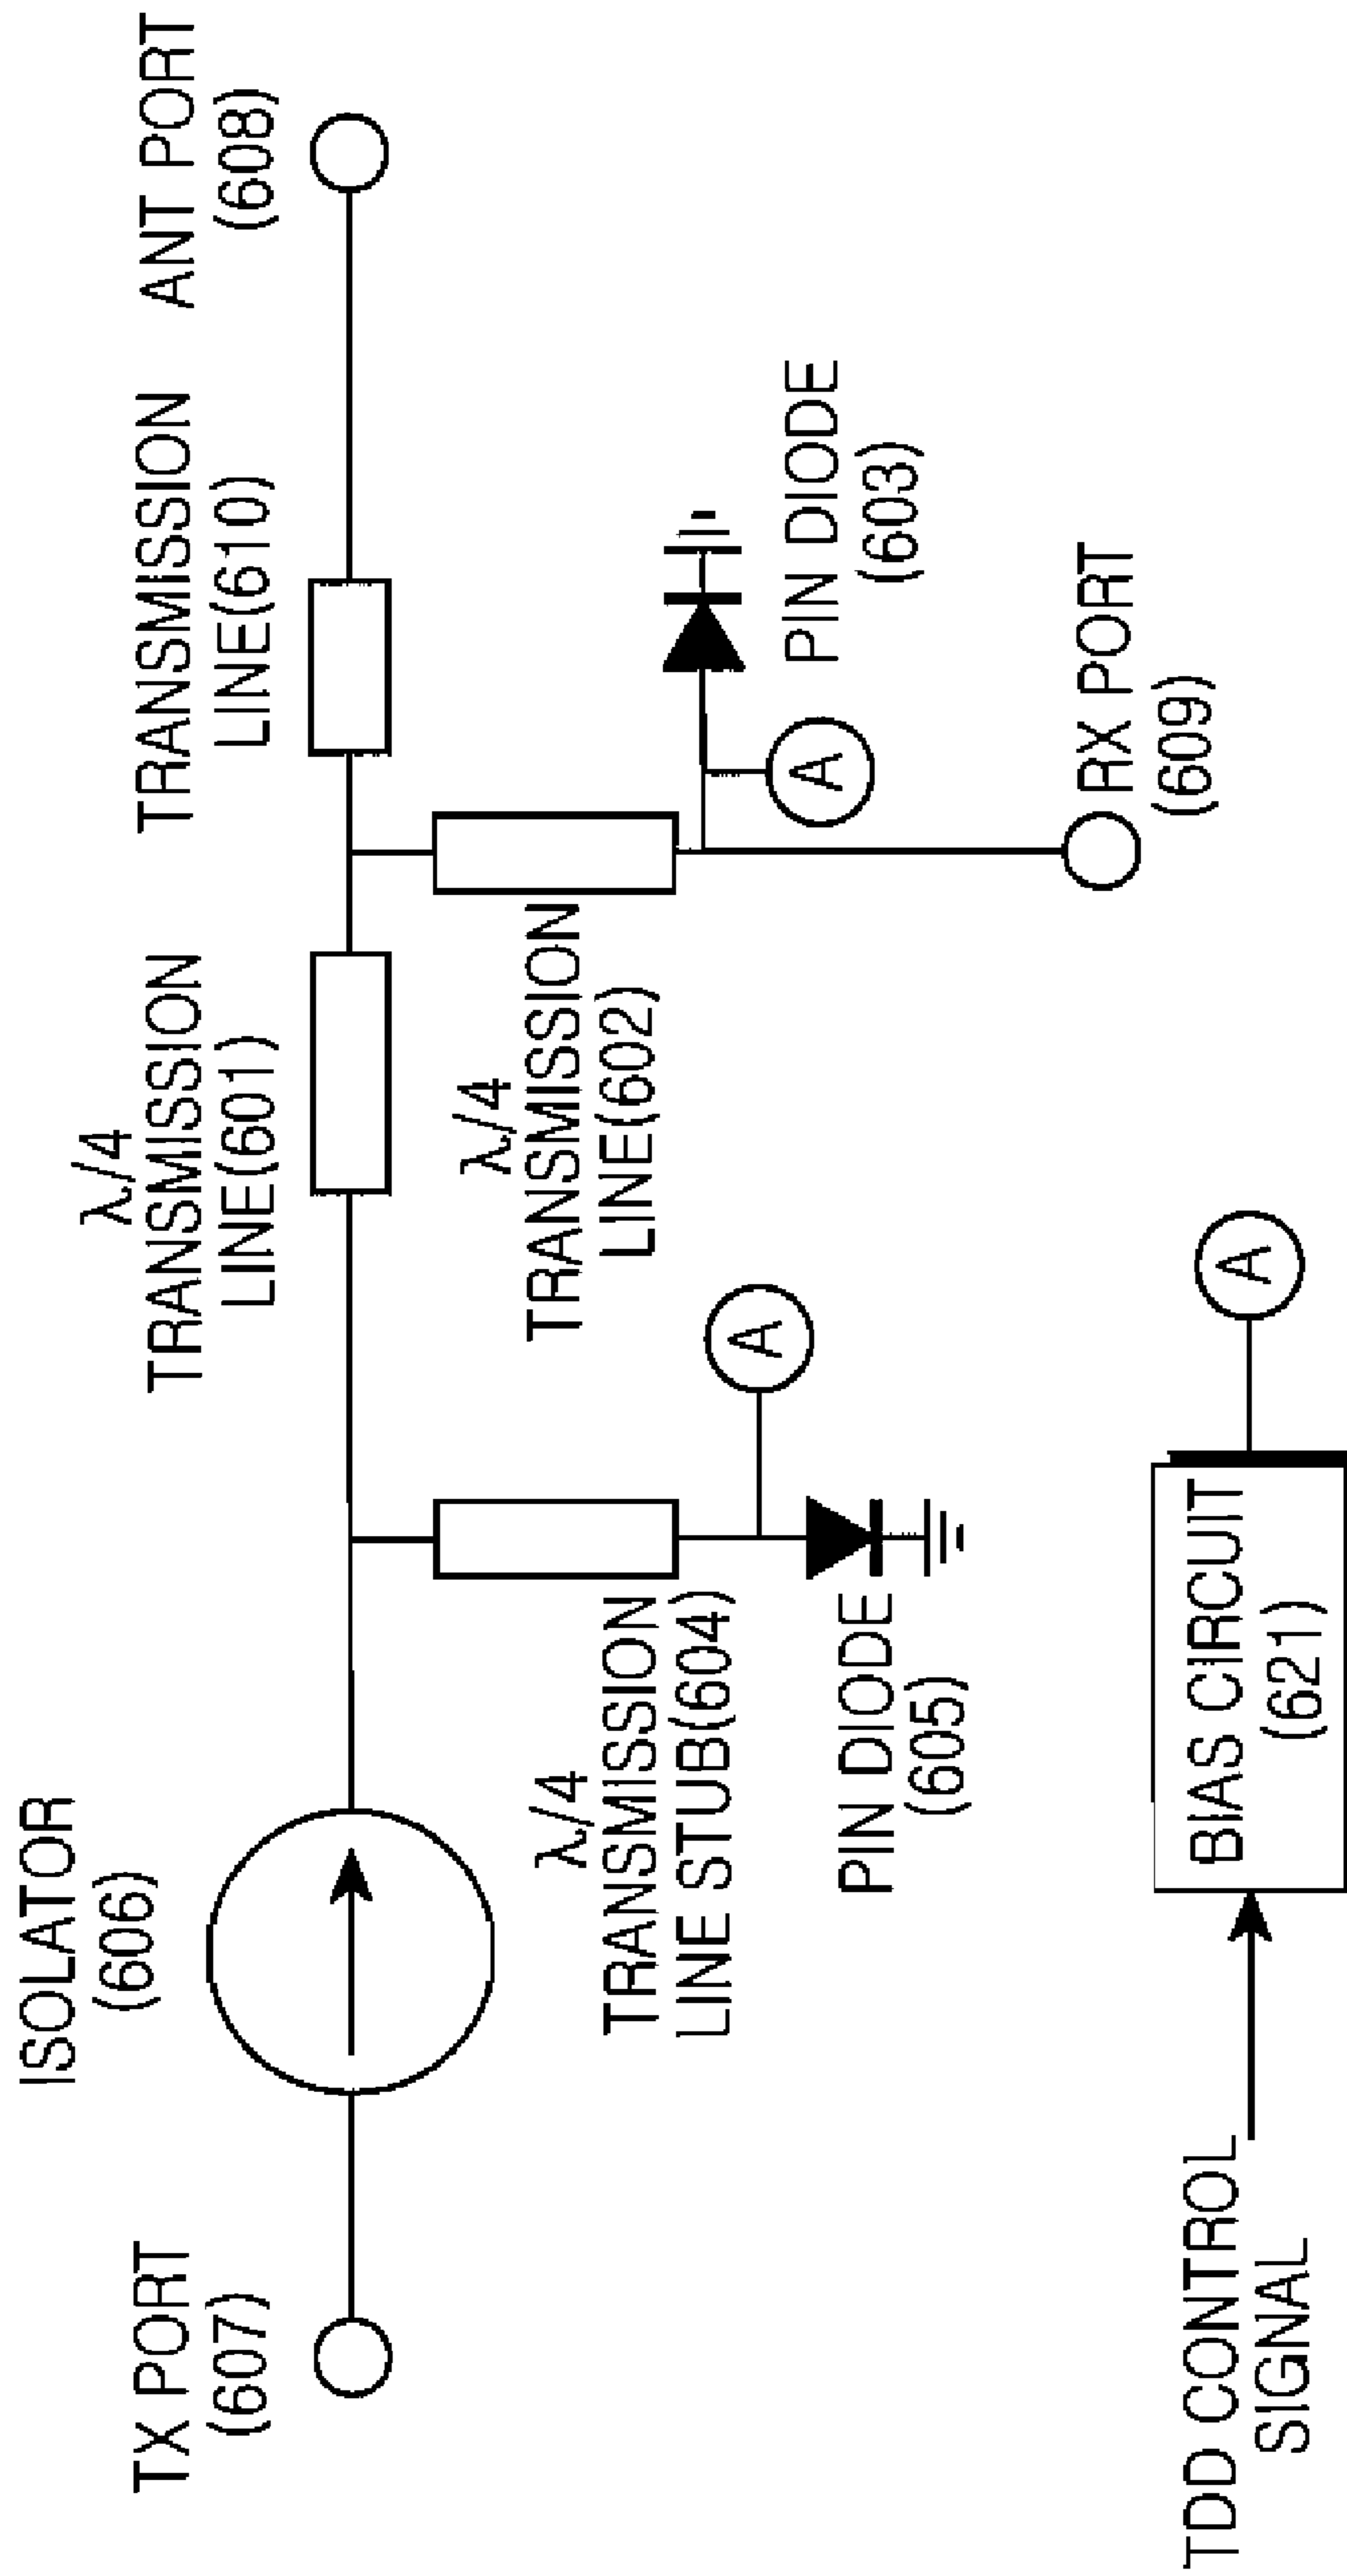 ISOLATOR
(606)
TX PORT
(607)
λ/4
TRANSMISSION
LINE(601)
TRANSMISSION
LINE(610)
ANT PORT
(608)
λ/4
TRANSMISSION
LINE STUB(604)
λ/4
TRANSMISSION
LINE(602)
A
PIN DIODE
(605)
A
PIN DIODE
(603)
RX PORT
(609)
TDD CONTROL
SIGNAL
BIAS CIRCUIT
(621)
A